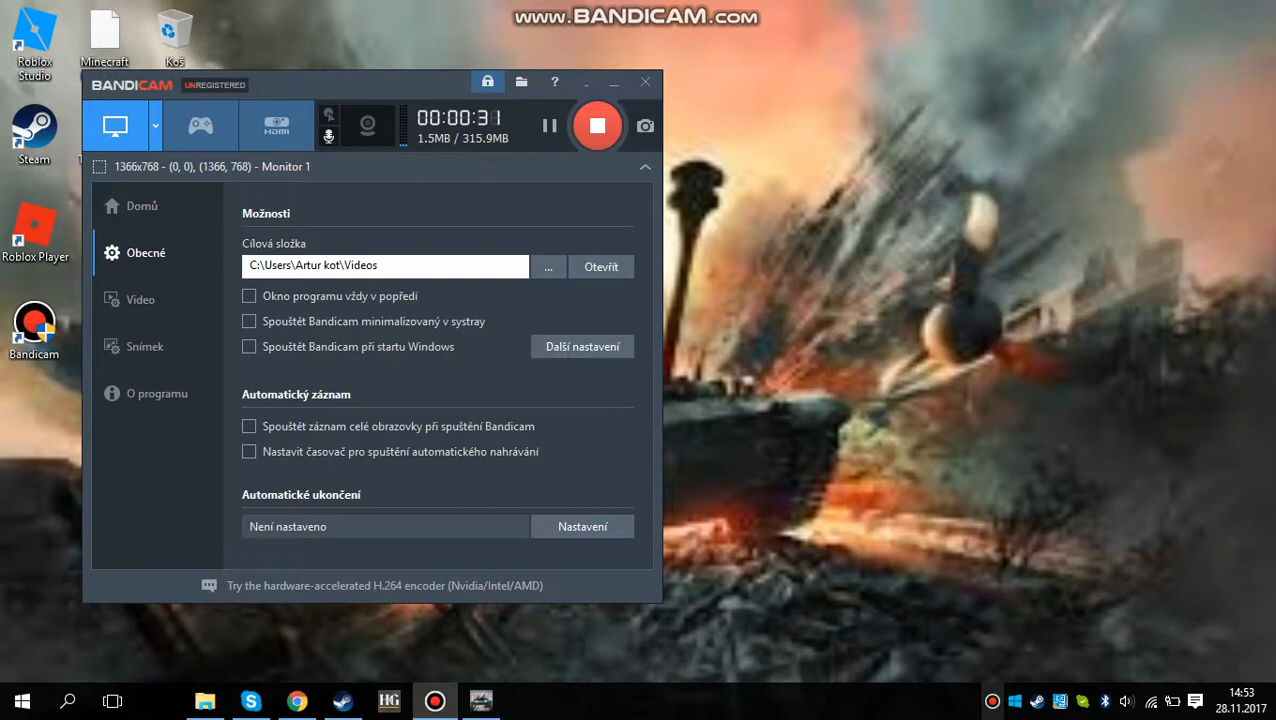 www.BANDICAM.com
Roblox Studio
Minecraft
Koš
Steam
Roblox Player
Bandicam
BANDICAM UNREGISTERED
?
HDMI
00:00:31
1.5MB / 315.9MB
1366x768 - (0, 0), (1366, 768) - Monitor 1
Domů
Obecné
Video
Snímek
O programu
Možnosti
Cílová složka
C:\Users\Artur kot\Videos
...
Otevřít
Okno programu vždy v popředí
Spouštět Bandicam minimalizovaný v systray
Spouštět Bandicam při startu Windows
Další nastavení
Automatický záznam
Spouštět záznam celé obrazovky při spuštění Bandicam
Nastavit časovač pro spuštění automatického nahrávání
Automatické ukončení
Není nastaveno
Nastavení
Try the hardware-accelerated H.264 encoder (Nvidia/Intel/AMD)
HG
14:53
28.11.2017